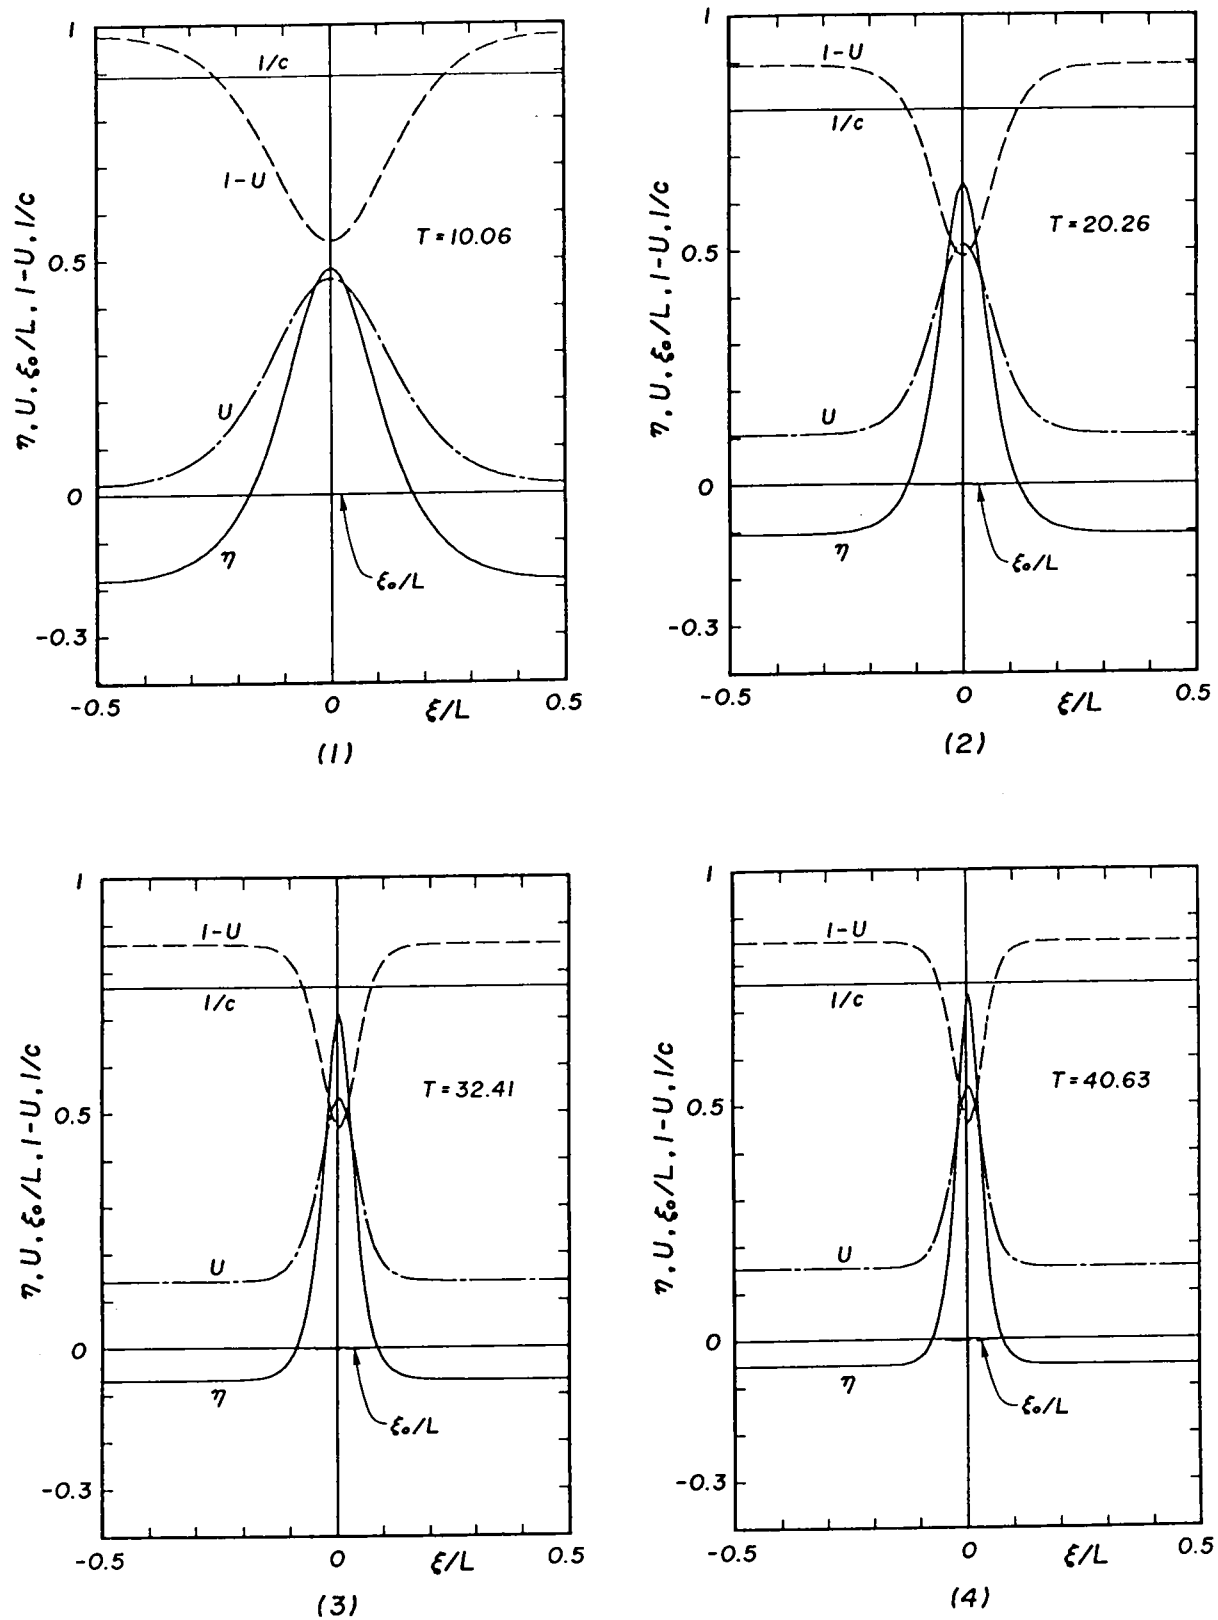 1
1/c
1-U
η, U, ξ₀/L, 1-U, 1/c
T=10.06
0.5
U
0
η
ξ₀/L
-0.3
-0.5
0
ξ/L
0.5
(1)
1
1-U
1/c
η, U, ξ₀/L, 1-U, 1/c
T=20.26
0.5
U
0
η
ξ₀/L
-0.3
-0.5
0
ξ/L
0.5
(2)
1
1-U
1/c
η, U, ξ₀/L, 1-U, 1/c
T=32.41
0.5
U
0
η
ξ₀/L
-0.3
-0.5
0
ξ/L
0.5
(3)
1
1-U
1/c
η, U, ξ₀/L, 1-U, 1/c
T=40.63
0.5
U
0
η
ξ₀/L
-0.3
-0.5
0
ξ/L
0.5
(4)